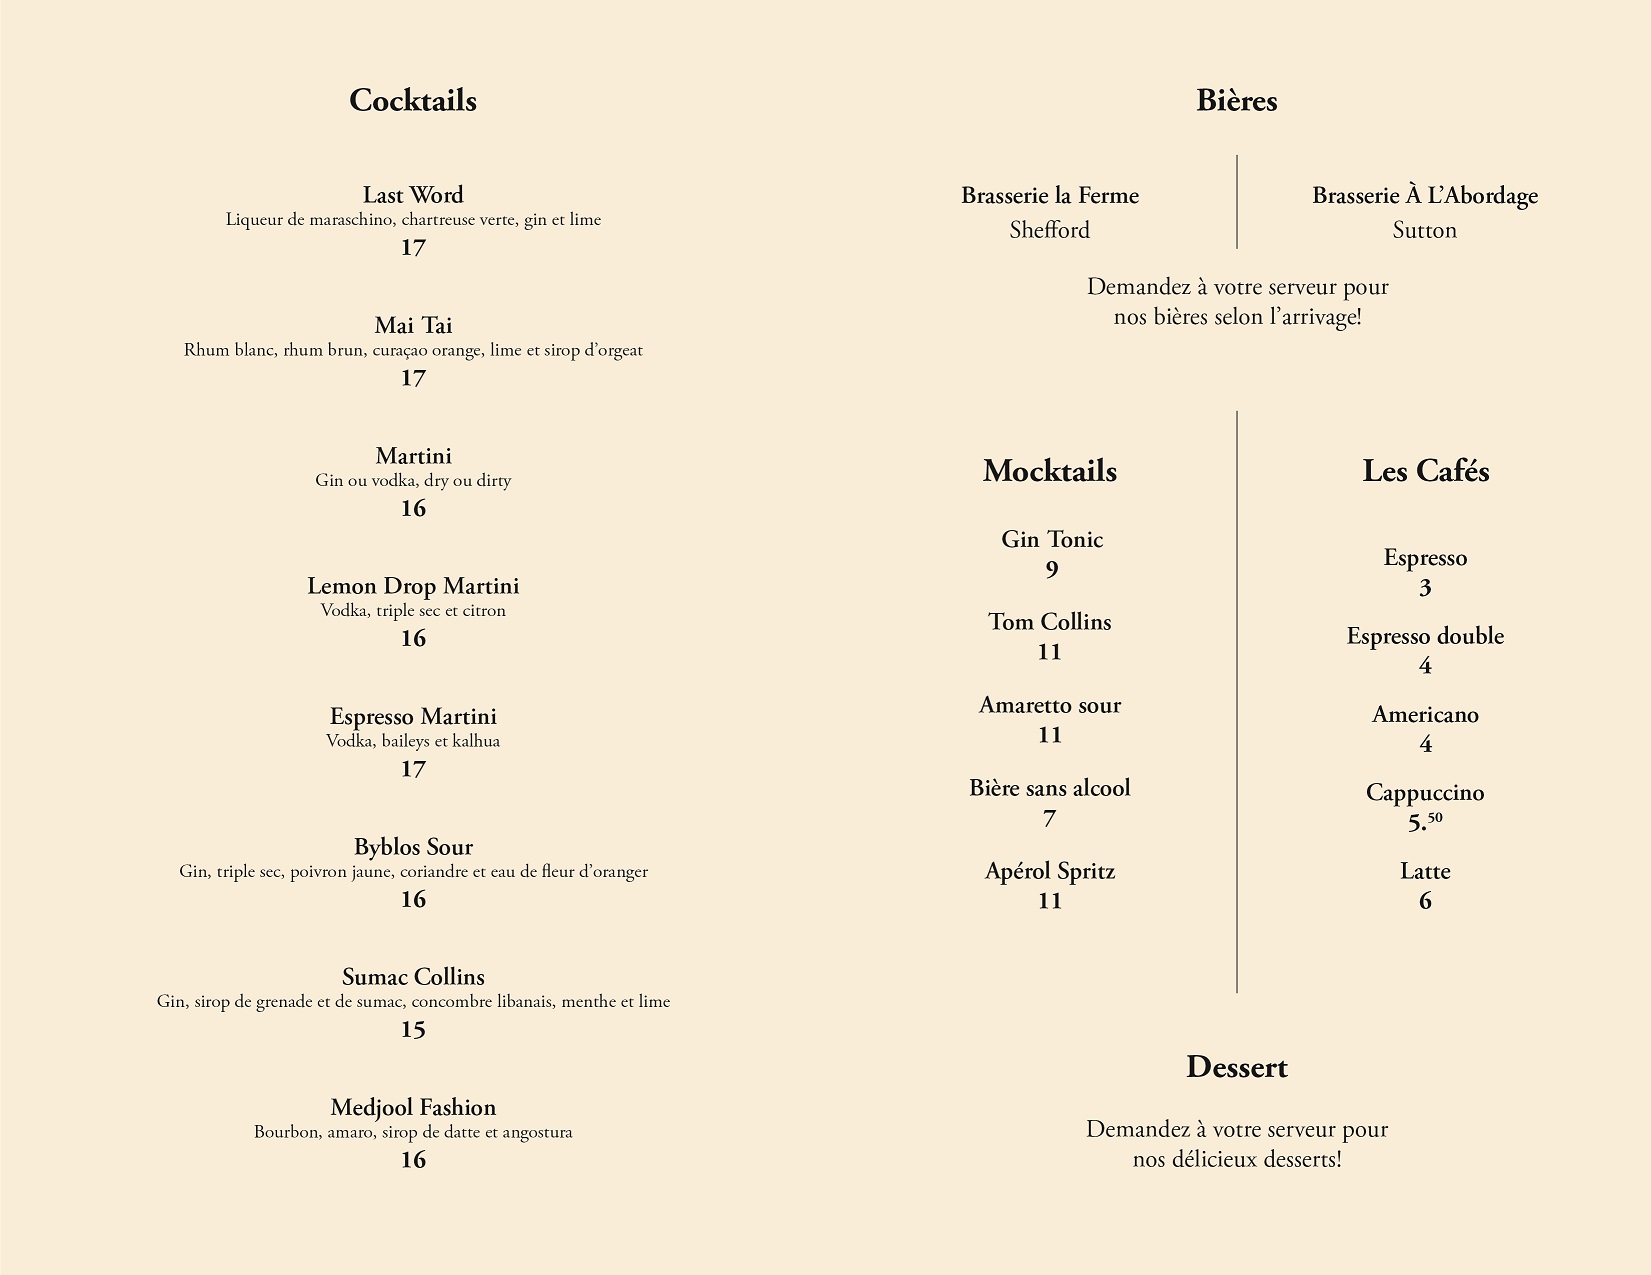 Cocktails
Last Word
Liqueur de maraschino, chartreuse verte, gin et lime
17
Mai Tai
Rhum blanc, rhum brun, curaçao orange, lime et sirop d’orgeat
17
Martini
Gin ou vodka, dry ou dirty
16
Lemon Drop Martini
Vodka, triple sec et citron
16
Espresso Martini
Vodka, baileys et kalhua
17
Byblos Sour
Gin, triple sec, poivron jaune, coriandre et eau de fleur d’oranger
16
Sumac Collins
Gin, sirop de grenade et de sumac, concombre libanais, menthe et lime
15
Medjool Fashion
Bourbon, amaro, sirop de datte et angostura
16
Bières
Brasserie la Ferme
Shefford
Brasserie À L’Abordage
Sutton
Demandez à votre serveur pour
nos bières selon l’arrivage!
Mocktails
Gin Tonic
9
Tom Collins
11
Amaretto sour
11
Bière sans alcool
7
Apérol Spritz
11
Les Cafés
Espresso
3
Espresso double
4
Americano
4
Cappuccino
5.50
Latte
6
Dessert
Demandez à votre serveur pour
nos délicieux desserts!